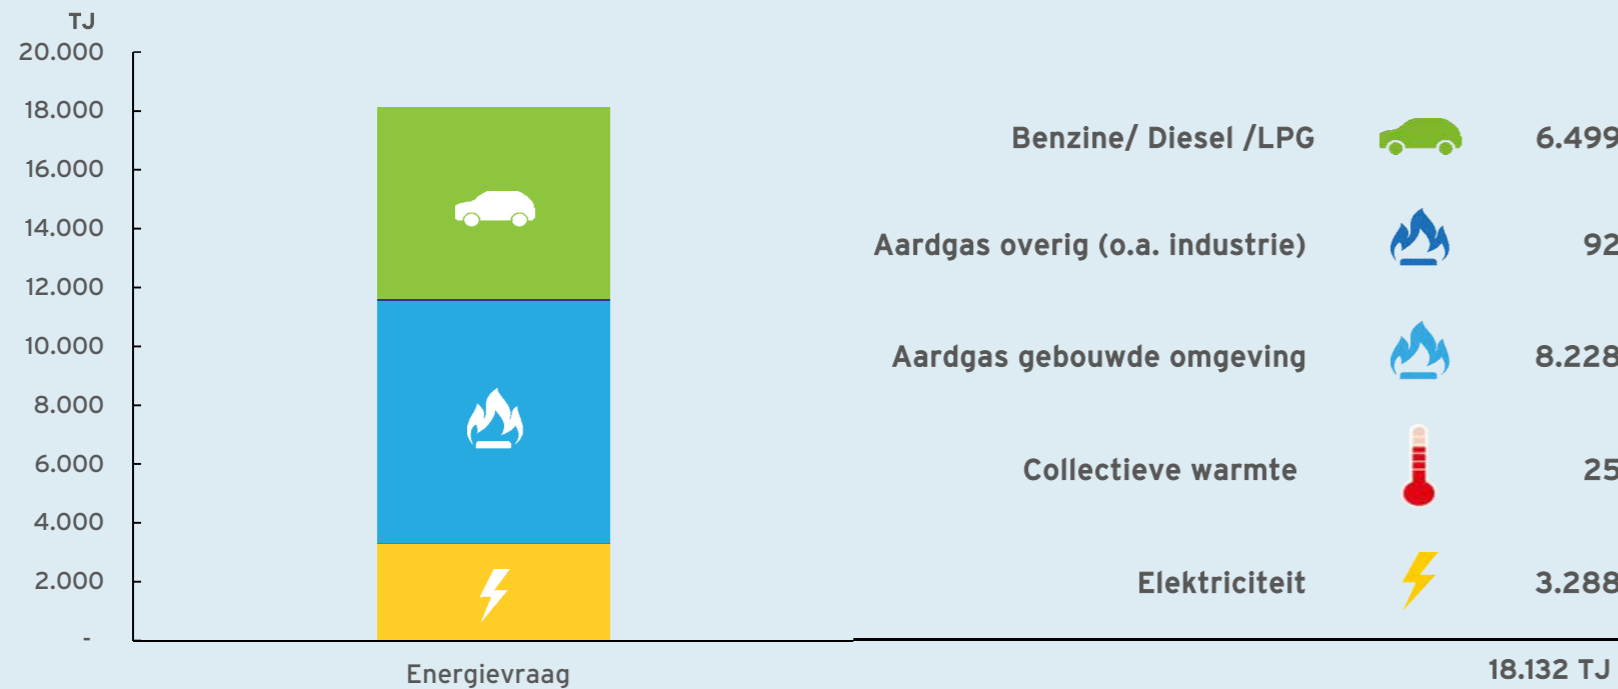 TJ
20.000
18.000
16.000
14.000
12.000
10.000
8.000
6.000
4.000
2.000
-
Energievraag
Benzine/ Diesel /LPG 6.499
Aardgas overig (o.a. industrie) 92
Aardgas gebouwde omgeving 8.228
Collectieve warmte 25
Elektriciteit 3.288
18.132 TJ